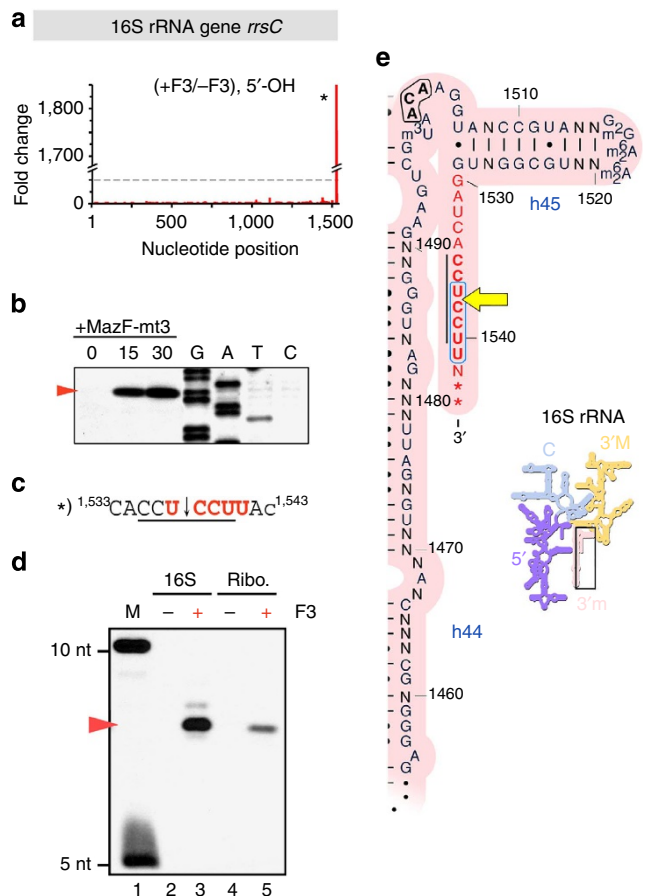 a
16S rRNA gene rrsC
(+F3/–F3), 5′-OH
*
Fold change
1,800
1,700
0
1 500 1,000 1,500
Nucleotide position
b
+MazF-mt3
0 15 30 G A T C
c
*) 1,533CACCU↓CCUUAc1,543
d
16S Ribo.
M – + – + F3
10 nt
5 nt
1 2 3 4 5
e
1510
U A N C C G U A N N
G U N G G C G U N N
1530
1520
h45
1490
1540
1480
3′
1470
h44
1460
16S rRNA
C
3′M
5′
3′m